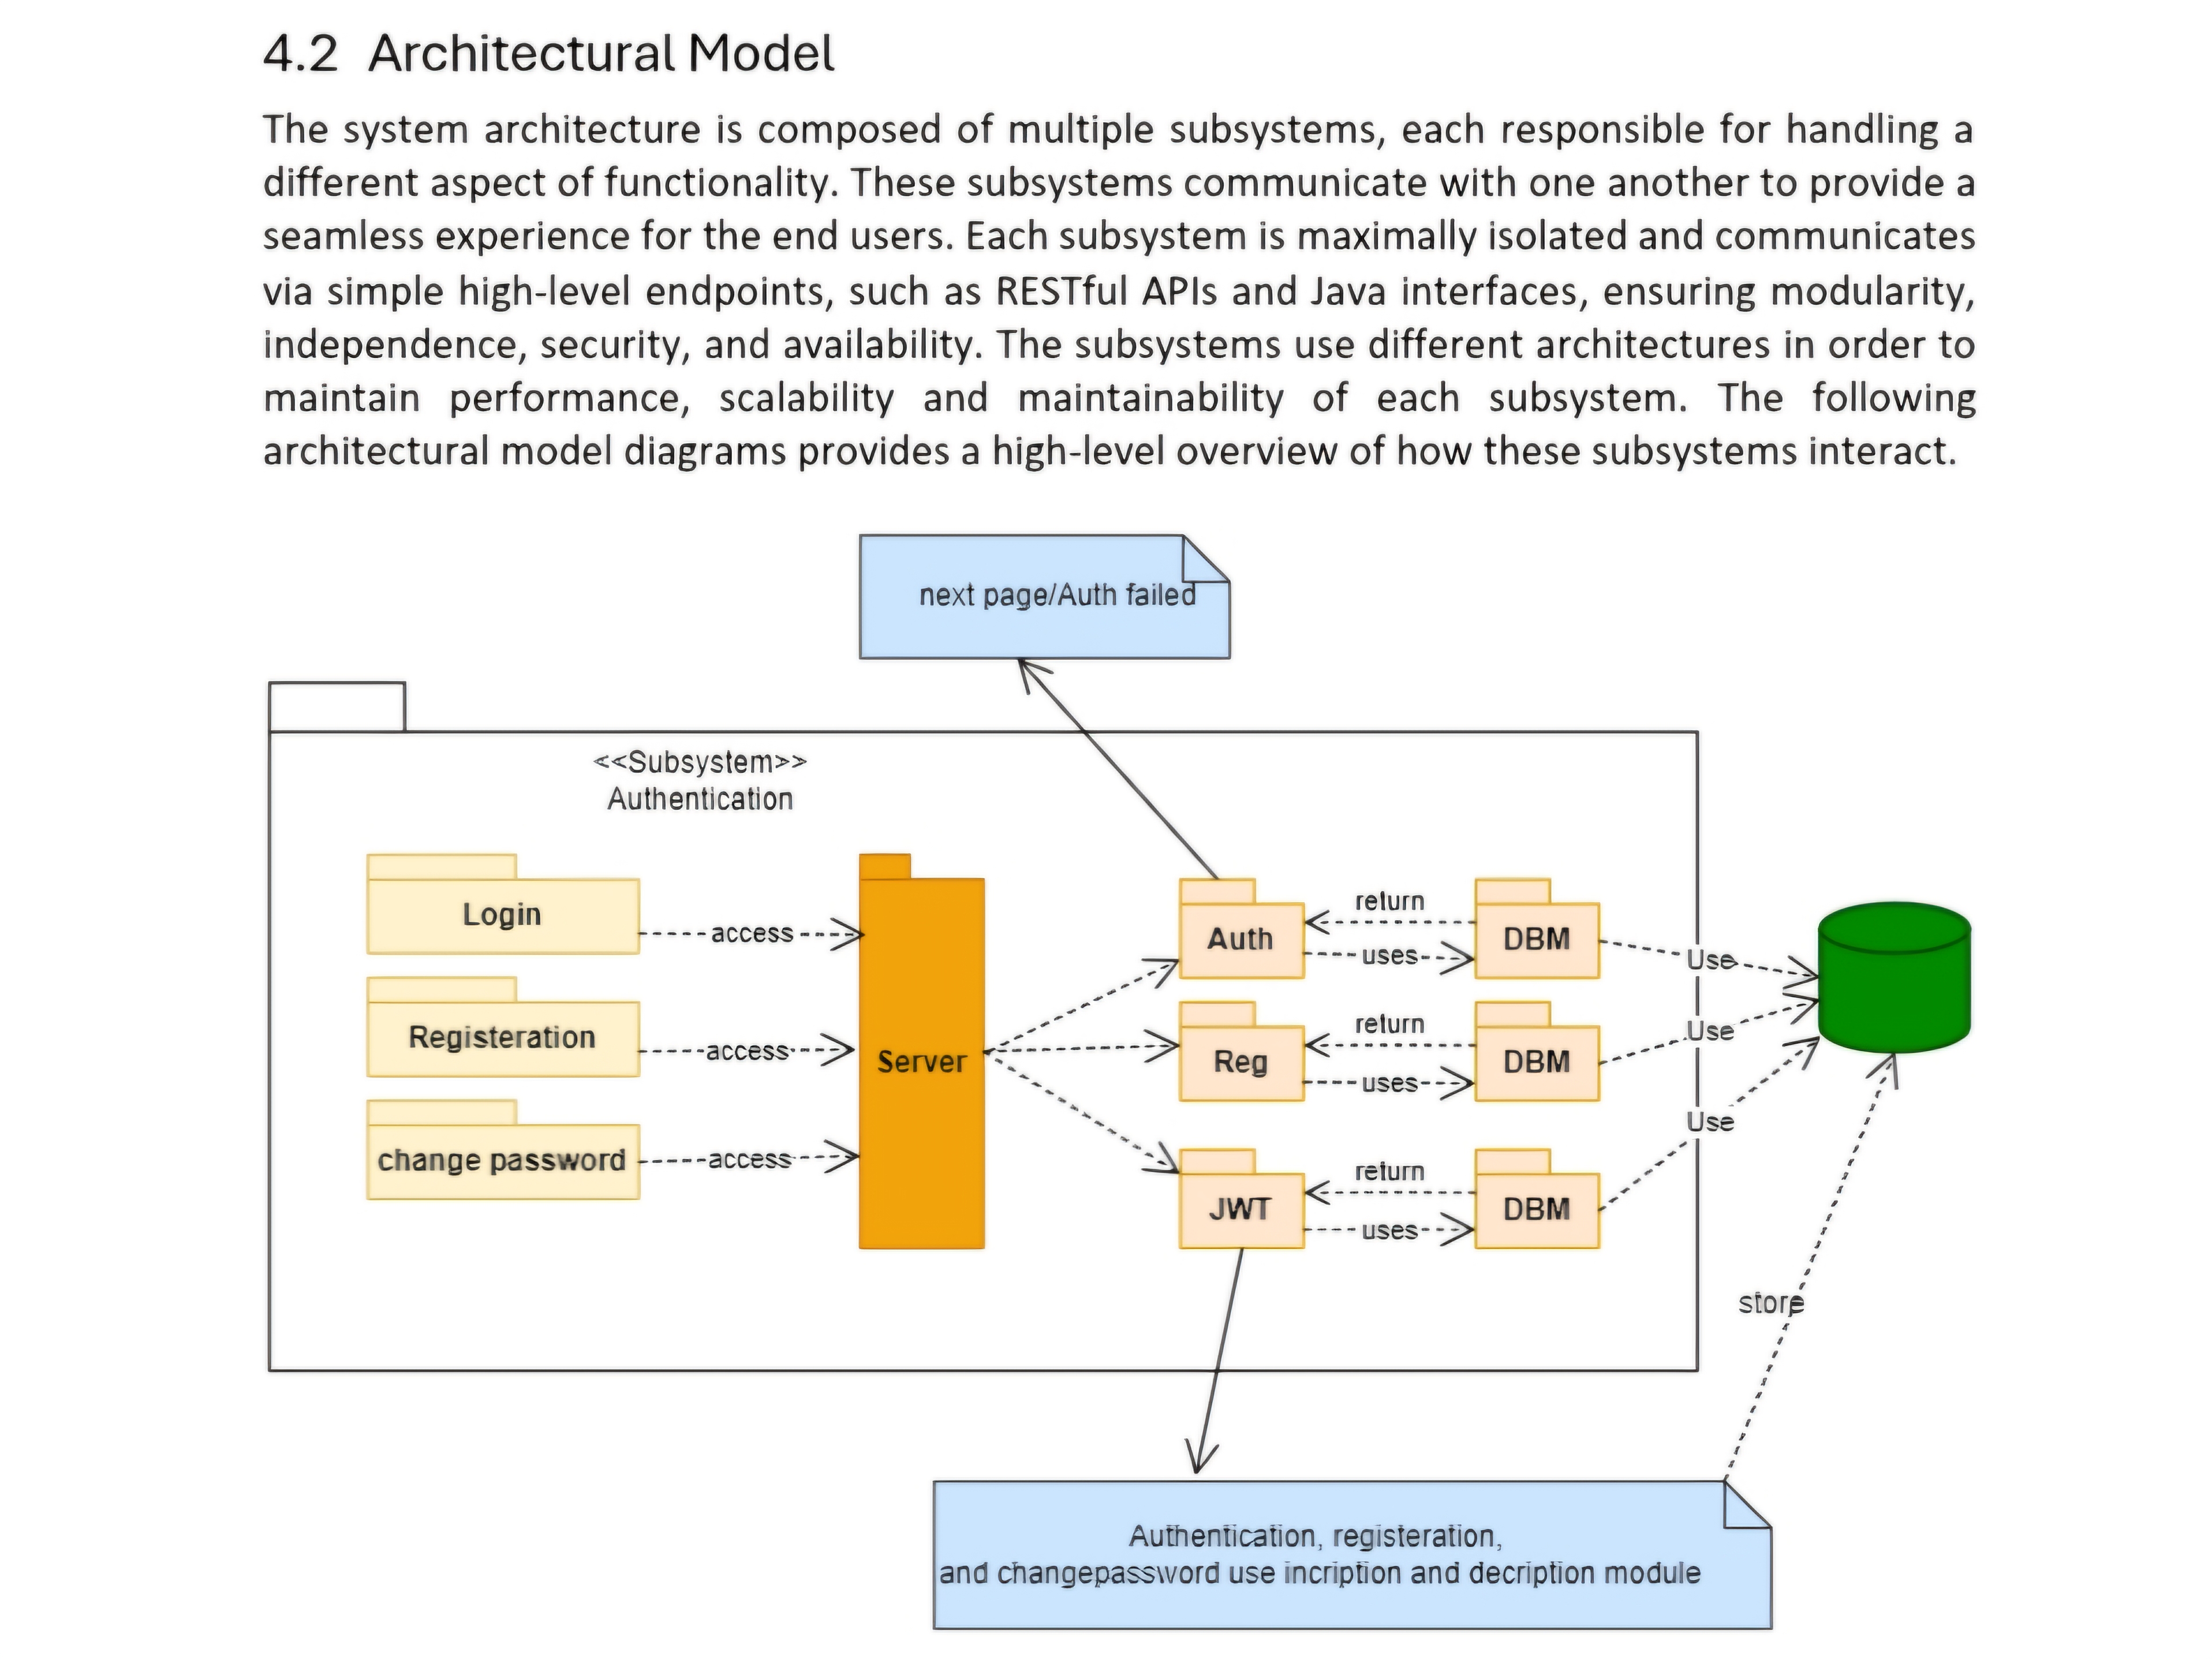 4.2 Architectural Model
The system architecture is composed of multiple subsystems, each responsible for handling a
different aspect of functionality. These subsystems communicate with one another to provide a
seamless experience for the end users. Each subsystem is maximally isolated and communicates
via simple high-level endpoints, such as RESTful APIs and Java interfaces, ensuring modularity,
independence, security, and availability. The subsystems use different architectures in order to
maintain performance, scalability and maintainability of each subsystem. The following
architectural model diagrams provides a high-level overview of how these subsystems interact.
next page/Auth failed
<<Subsystem>>
Authentication
Login
access
Registeration
access
change password
access
Server
Auth
return
uses
DBM
Use
Reg
return
uses
DBM
Use
JWT
return
uses
DBM
Use
store
Authentication, registeration,
and changepassword use incription and decription module